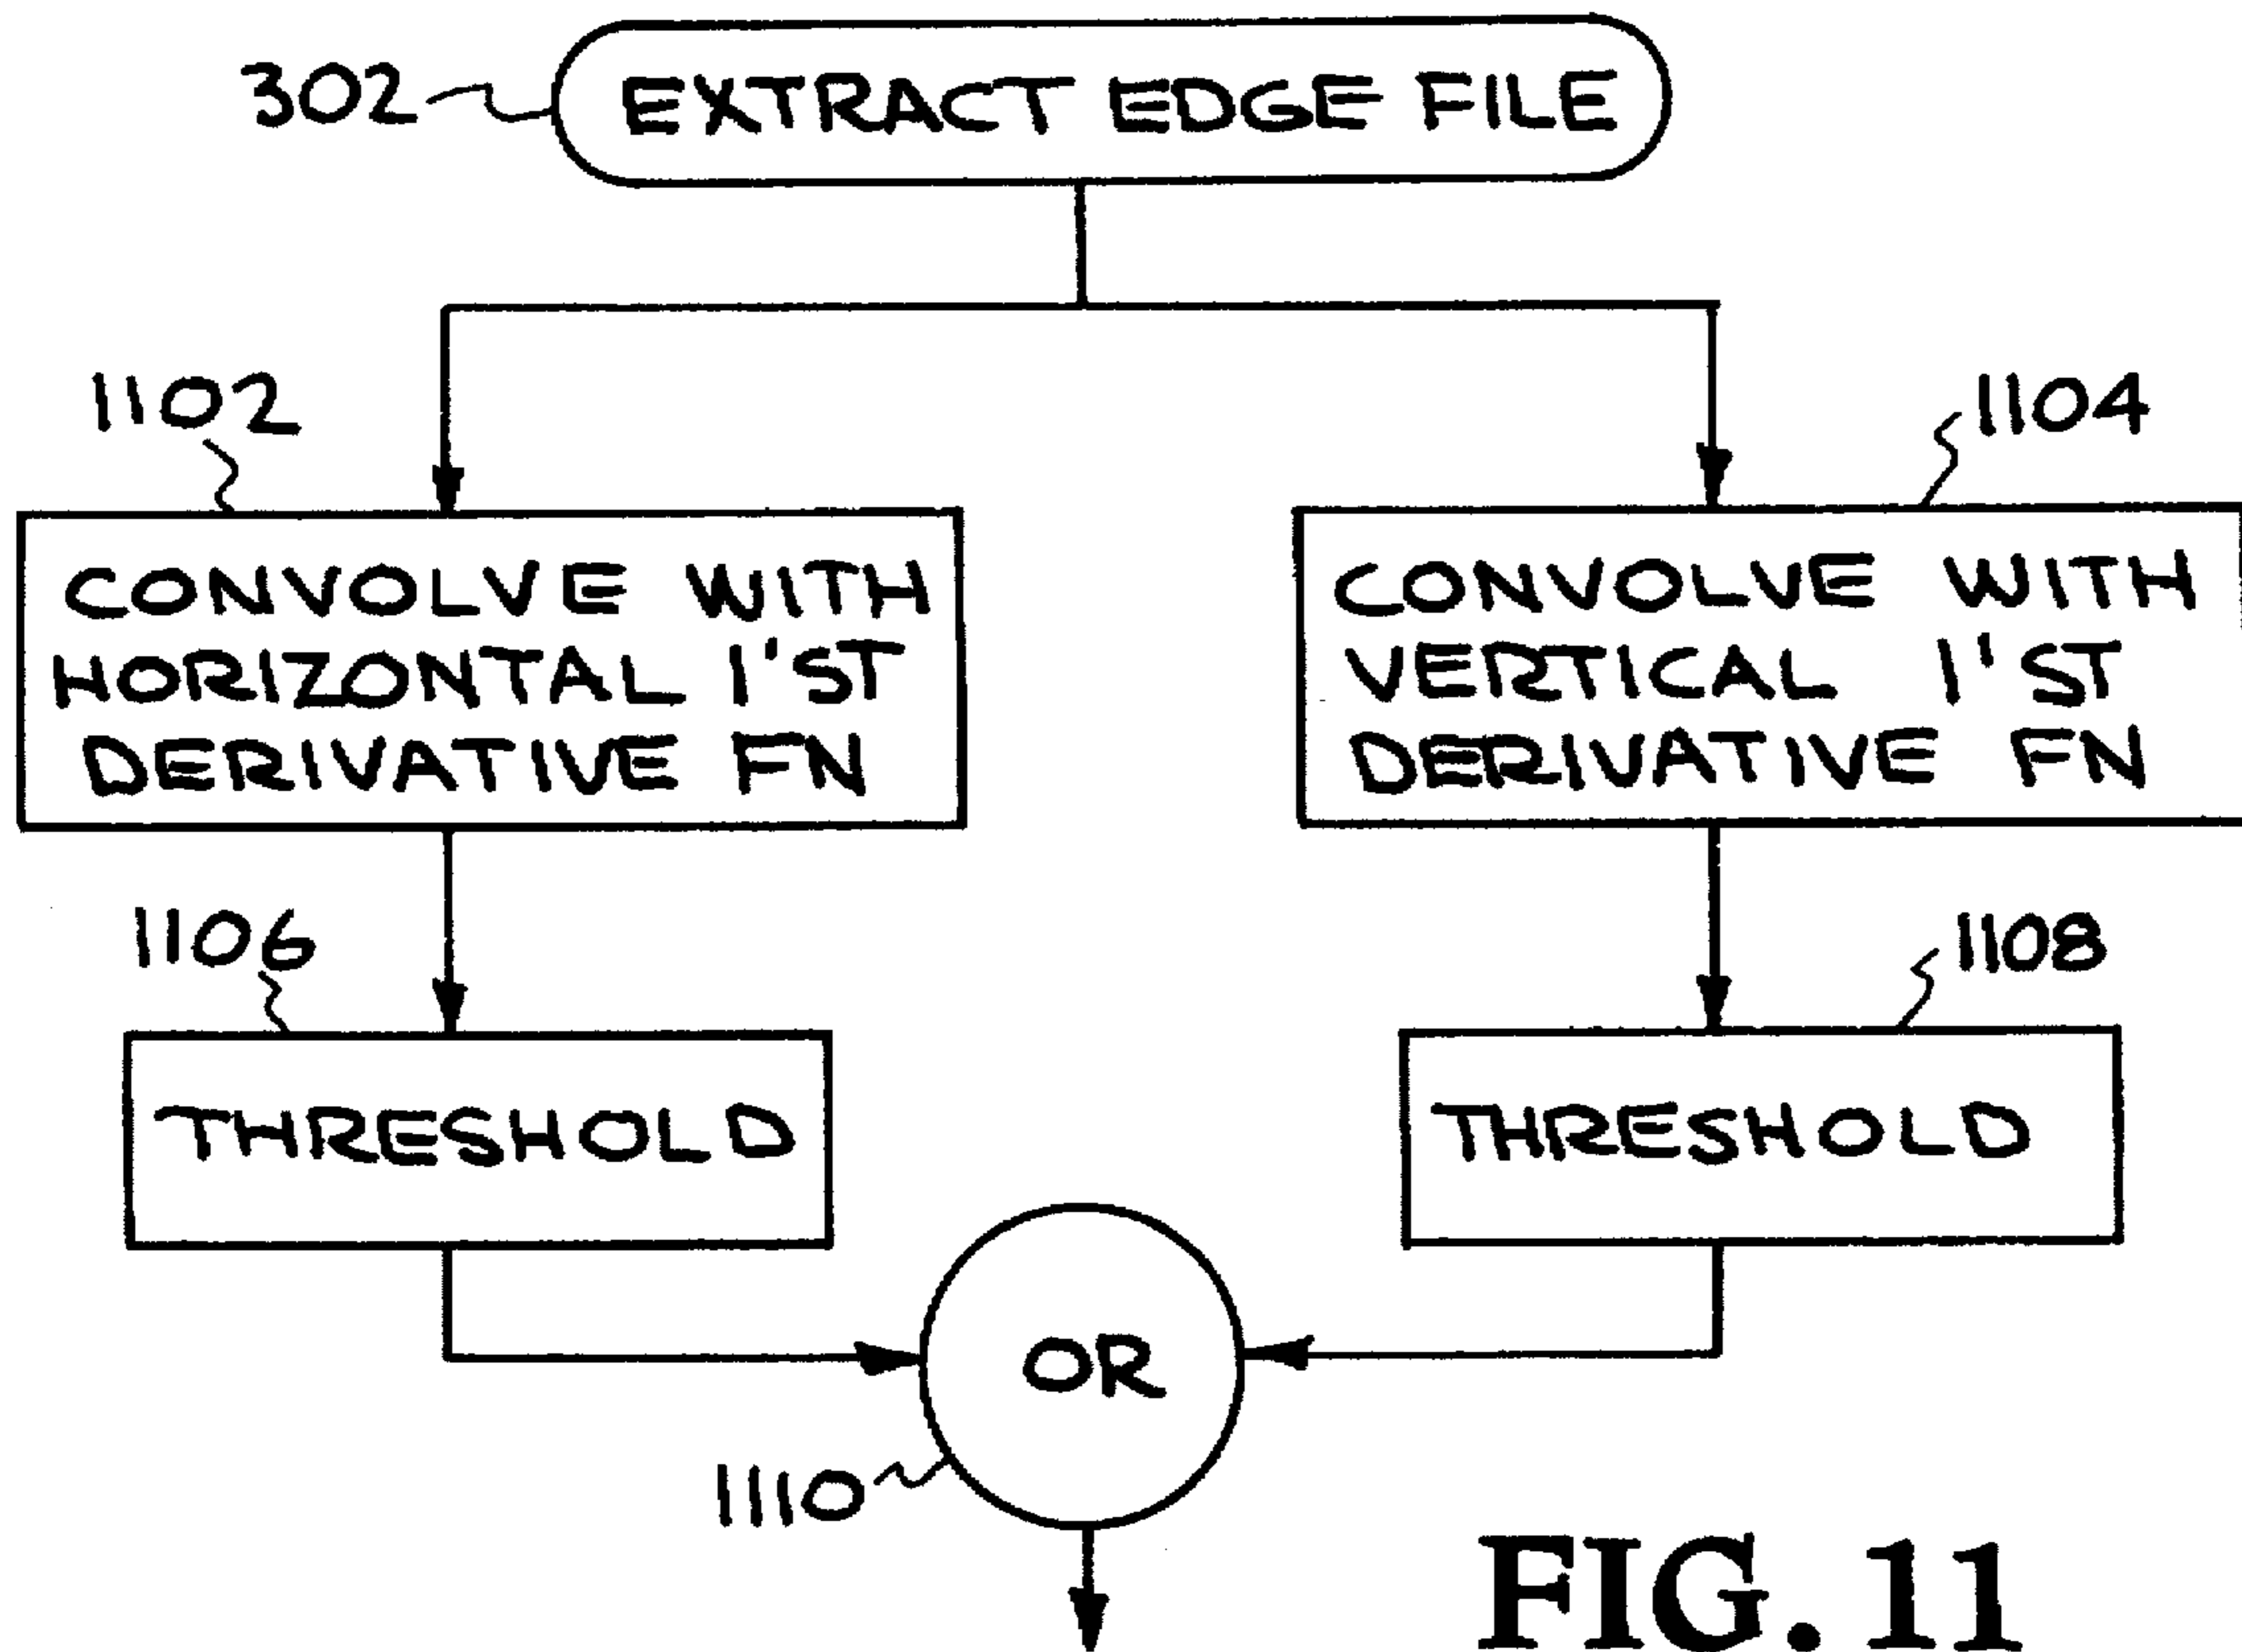 302
EXTRACT EDGE FILE
1102
1104
CONVOLVE WITH
HORIZONTAL 1'ST
DERIVATIVE FN
CONVOLVE WITH
VERTICAL 1'ST
DERIVATIVE FN
1106
1108
THRESHOLD
THRESHOLD
OR
1110
FIG. 11